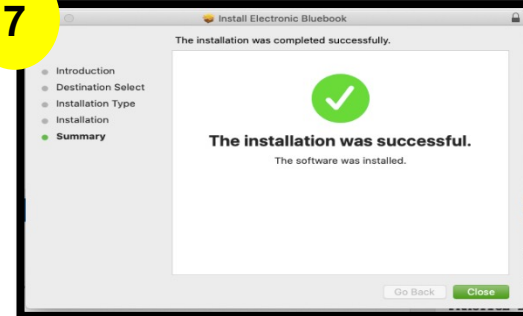 7
Install Electronic Bluebook
The installation was completed successfully.
Introduction
Destination Select
Installation Type
Installation
Summary
The installation was successful.
The software was installed.
Go Back
Close